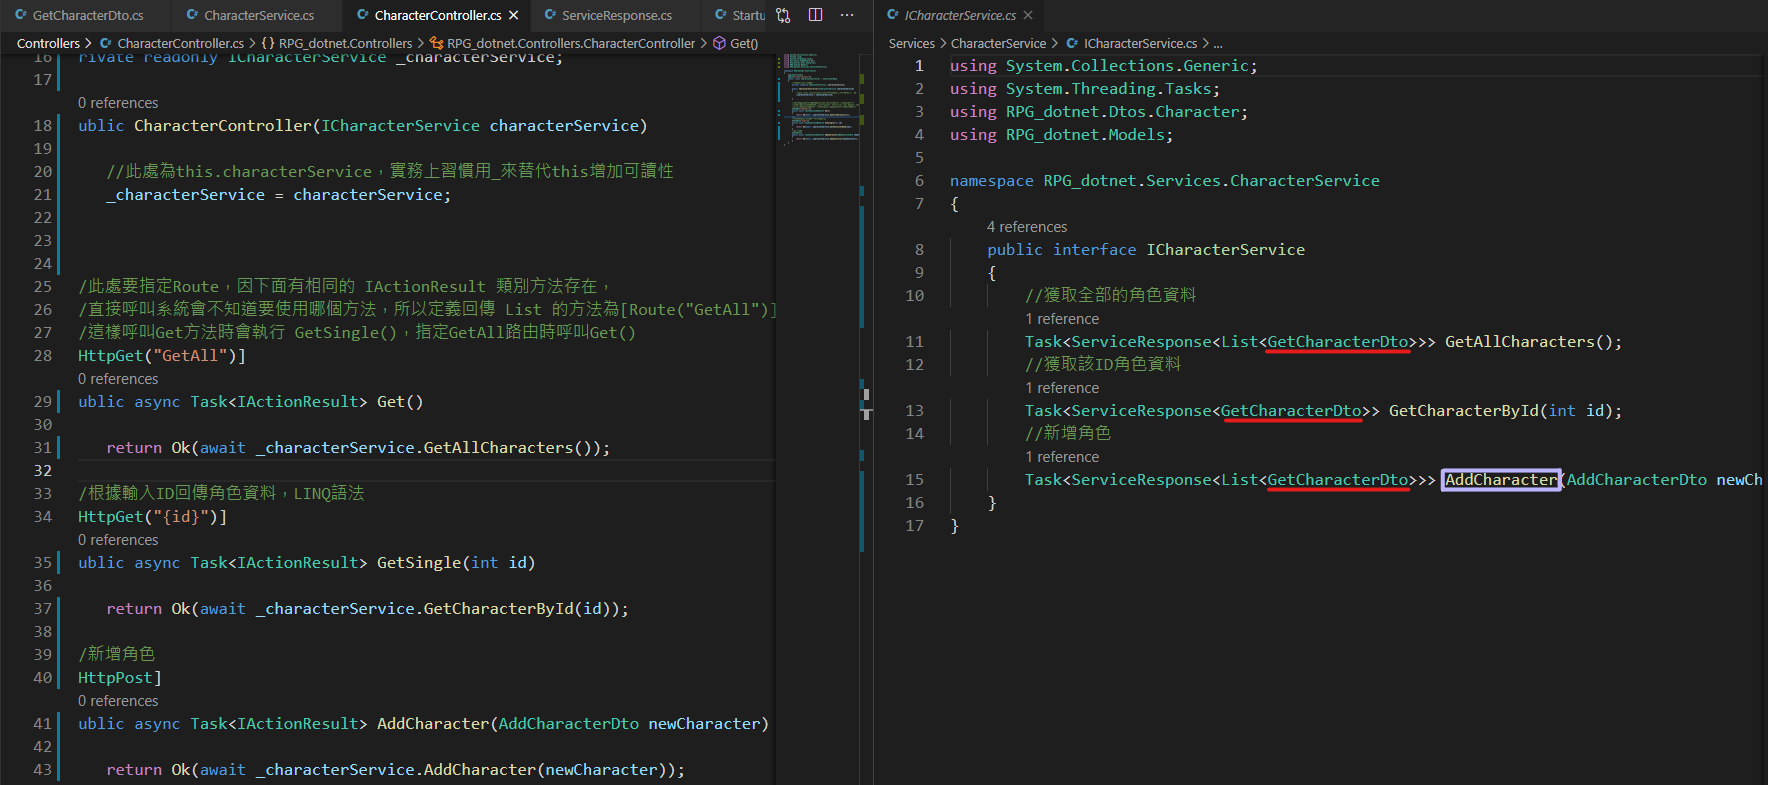 GetCharacterDto.cs
CharacterService.cs
CharacterController.cs
ServiceResponse.cs
Startu
Controllers > CharacterController.cs > {} RPG_dotnet.Controllers > RPG_dotnet.Controllers.CharacterController > Get()
16 rivate readonly ICharacterService _characterService;
17
0 references
18 ublic CharacterController(ICharacterService characterService)
19
20 //此處為this.characterService，實務上習慣用_來替代this增加可讀性
21 _characterService = characterService;
22
23
24
25 /此處要指定Route，因下面有相同的 IActionResult 類別方法存在，
26 /直接呼叫系統會不知道要使用哪個方法，所以定義回傳 List 的方法為[Route("GetAll")]
27 /這樣呼叫Get方法時會執行 GetSingle()，指定GetAll路由時呼叫Get()
28 HttpGet("GetAll")]
0 references
29 ublic async Task<IActionResult> Get()
30
31 return Ok(await _characterService.GetAllCharacters());
32
33 /根據輸入ID回傳角色資料，LINQ語法
34 HttpGet("{id}")]
0 references
35 ublic async Task<IActionResult> GetSingle(int id)
36
37 return Ok(await _characterService.GetCharacterById(id));
38
39 /新增角色
40 HttpPost]
0 references
41 ublic async Task<IActionResult> AddCharacter(AddCharacterDto newCharacter)
42
43 return Ok(await _characterService.AddCharacter(newCharacter));
ICharacterService.cs
Services > CharacterService > ICharacterService.cs > ...
1 using System.Collections.Generic;
2 using System.Threading.Tasks;
3 using RPG_dotnet.Dtos.Character;
4 using RPG_dotnet.Models;
5
6 namespace RPG_dotnet.Services.CharacterService
7 {
4 references
8 public interface ICharacterService
9 {
10 //獲取全部的角色資料
1 reference
11 Task<ServiceResponse<List<GetCharacterDto>>> GetAllCharacters();
12 //獲取該ID角色資料
1 reference
13 Task<ServiceResponse<GetCharacterDto>> GetCharacterById(int id);
14 //新增角色
1 reference
15 Task<ServiceResponse<List<GetCharacterDto>>> AddCharacter(AddCharacterDto newCh
16 }
17 }